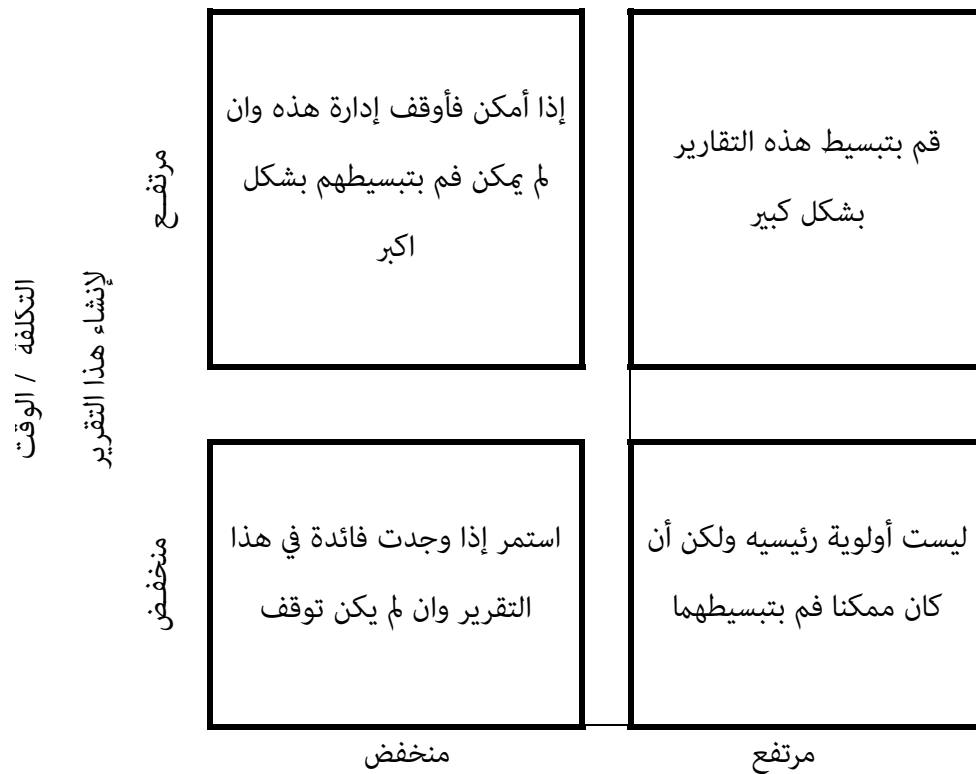 إذا أمكن فأوقف إدارة هذه وان
لم يمكن فم بتبسيطهم بشكل
اكبر
قم بتبسيط هذه التقارير
بشكل كبير
استمر إذا وجدت فائدة في هذا
التقرير وان لم يكن توقف
ليست أولوية رئيسيه ولكن أن
كان ممكنا فم بتبسيطهما
التكلفة / الوقت
لإنشاء هذا التقرير
مرتفع
منخفض
منخفض
مرتفع